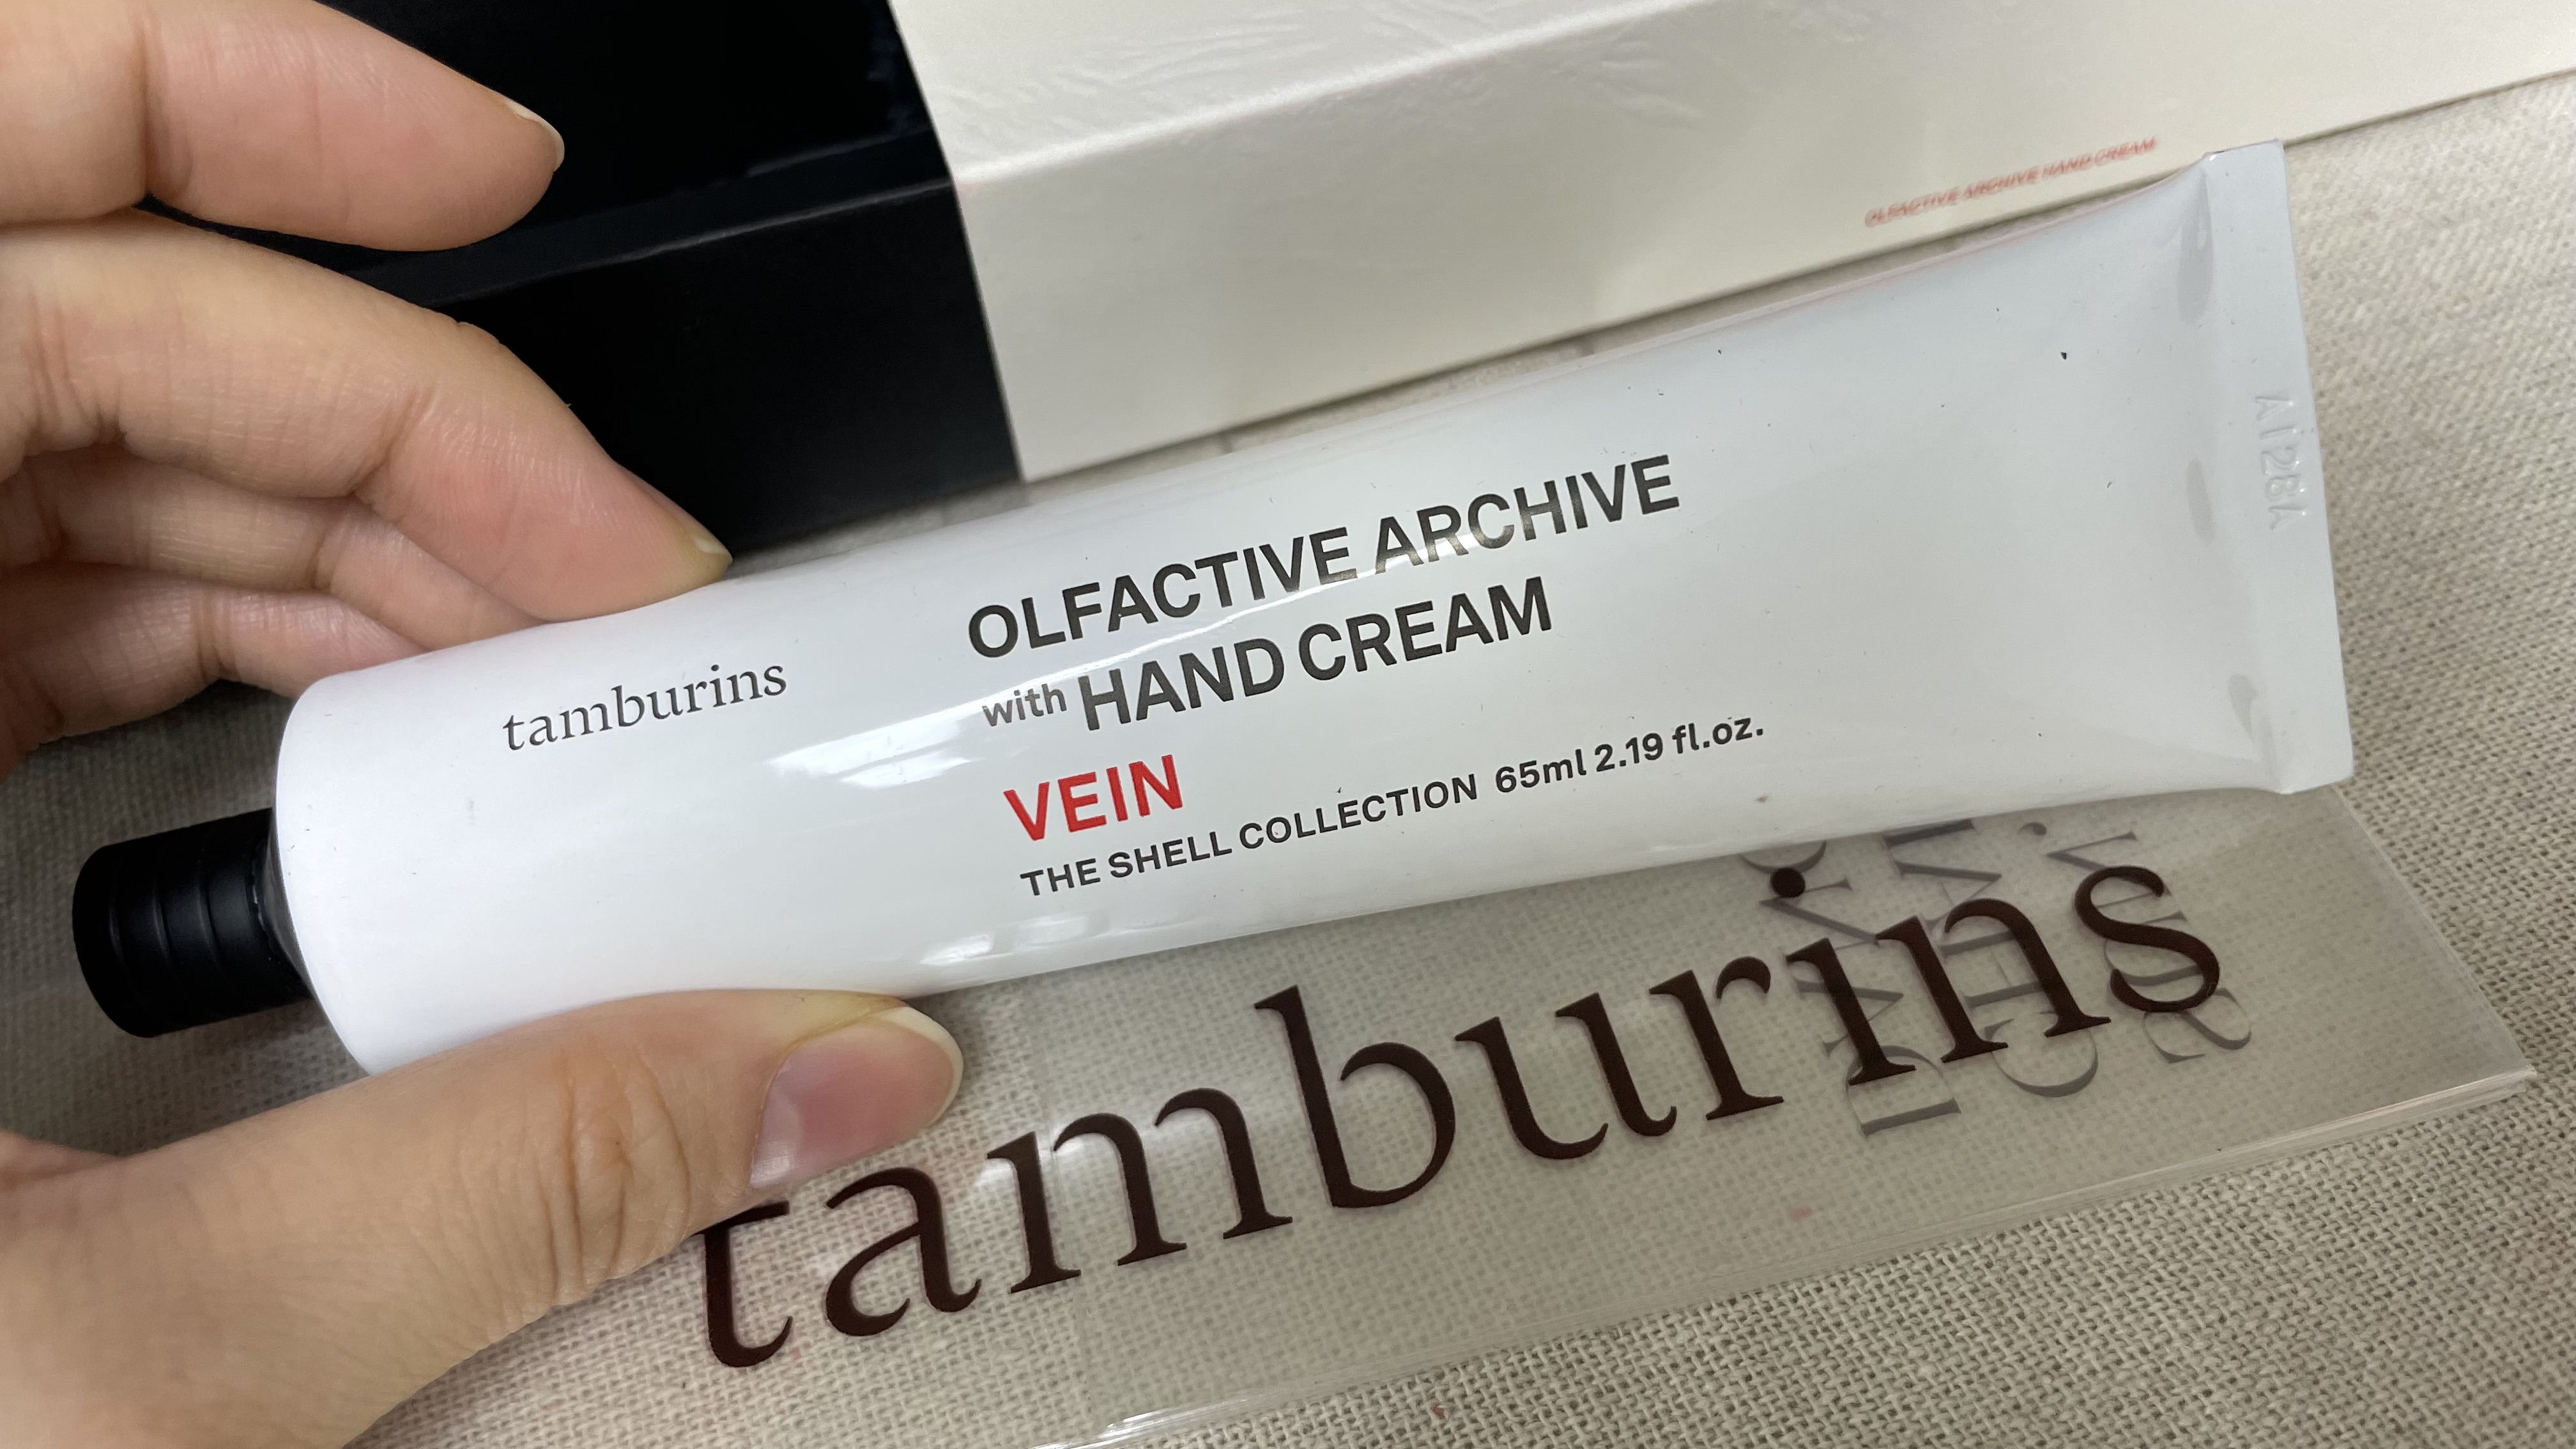 OLFACTIVE ARCHIVE HAND CREAM
tamburins
OLFACTIVE ARCHIVE
with HAND CREAM
VEIN
THE SHELL COLLECTION 65ml 2.19 fl.oz.
A128A
tamburins